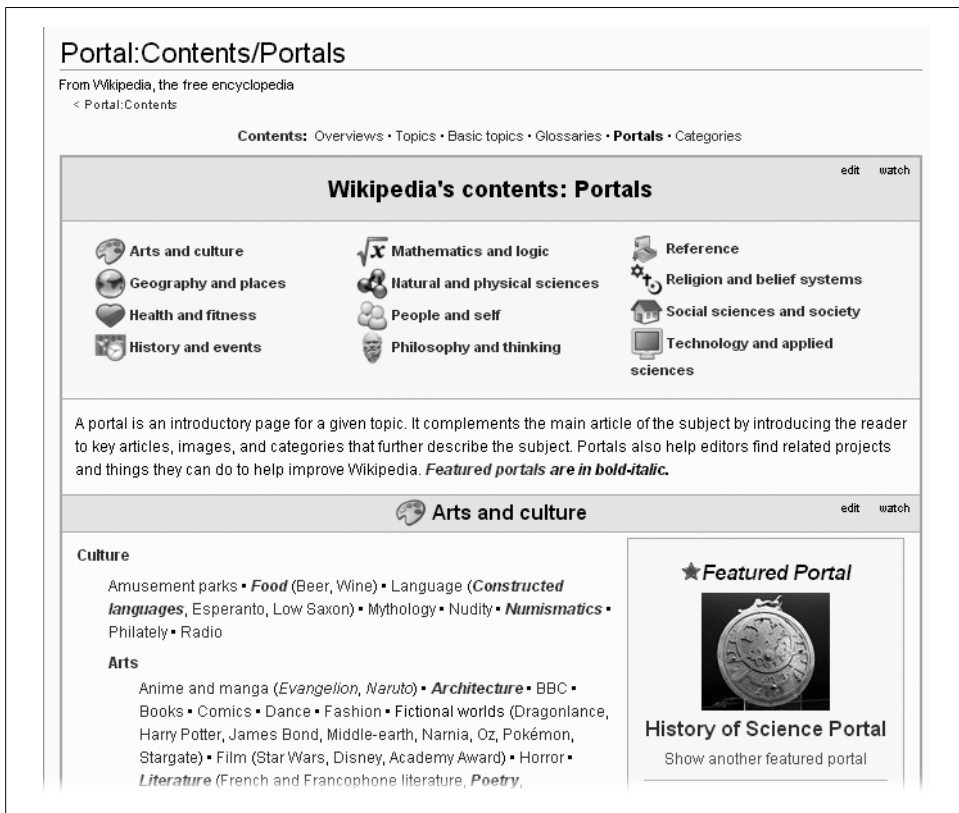 Portal:Contents/Portals
From Wikipedia, the free encyclopedia
< Portal:Contents
Contents: Overviews • Topics • Basic topics • Glossaries • Portals • Categories
edit watch
Wikipedia's contents: Portals
Arts and culture
Geography and places
Health and fitness
History and events
Mathematics and logic
Natural and physical sciences
People and self
Philosophy and thinking
Reference
Religion and belief systems
Social sciences and society
Technology and applied
sciences
A portal is an introductory page for a given topic. It complements the main article of the subject by introducing the reader
to key articles, images, and categories that further describe the subject. Portals also help editors find related projects
and things they can do to help improve Wikipedia. Featured portals are in bold-italic.
Arts and culture
edit watch
Culture
Amusement parks ▪ Food (Beer, Wine) ▪ Language (Constructed
languages, Esperanto, Low Saxon) ▪ Mythology ▪ Nudity ▪ Numismatics ▪
Philately ▪ Radio
Arts
Anime and manga (Evangelion, Naruto) ▪ Architecture ▪ BBC ▪
Books ▪ Comics ▪ Dance ▪ Fashion ▪ Fictional worlds (Dragonlance,
Harry Potter, James Bond, Middle-earth, Narnia, Oz, Pokémon,
Stargate) ▪ Film (Star Wars, Disney, Academy Award) ▪ Horror ▪
Literature (French and Francophone literature, Poetry,
Featured Portal
History of Science Portal
Show another featured portal